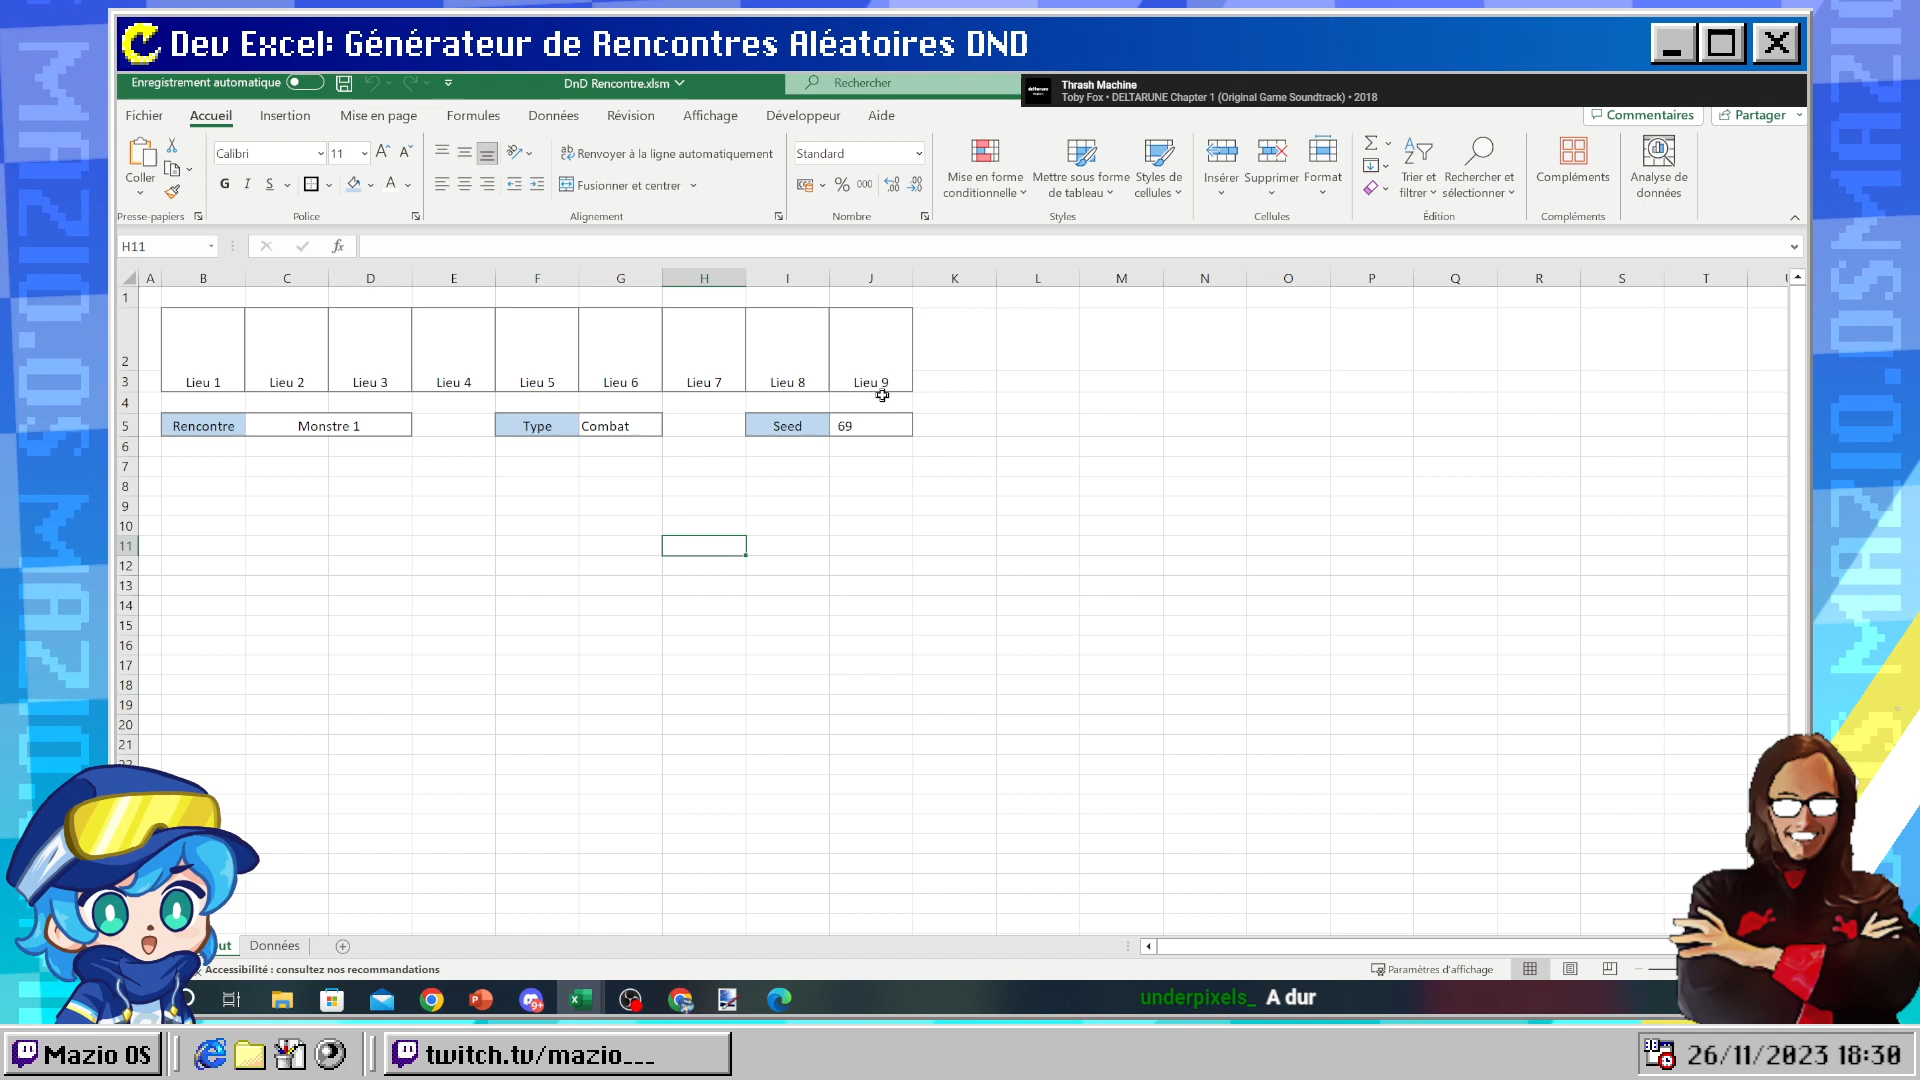 Dev Excel: Générateur de Rencontres Aléatoires DND
Enregistrement automatique
DnD Rencontre.xlsm
Rechercher
Thrash Machine
Toby Fox • DELTARUNE Chapter 1 (Original Game Soundtrack) • 2018
Fichier Accueil Insertion Mise en page Formules Données Révision Affichage Développeur Aide
Commentaires Partager
Coller
Calibri 11
G I S
Renvoyer à la ligne automatiquement
Fusionner et centrer
Standard
% 000
Mise en forme conditionnelle
Mettre sous forme de tableau
Styles de cellules
Insérer Supprimer Format
Trier et filtrer
Rechercher et sélectionner
Compléments
Analyse de données
Presse-papiers Police Alignement Nombre Styles Cellules Édition Compléments
H11 fx
A B C D E F G H I J K L M N O P Q R S T
1
2
3 Lieu 1 Lieu 2 Lieu 3 Lieu 4 Lieu 5 Lieu 6 Lieu 7 Lieu 8 Lieu 9
4
5 Rencontre Monstre 1 Type Combat Seed 69
6
7
8
9
10
11
12
13
14
15
16
17
18
19
20
21
22
ut Données
Accessibilité : consultez nos recommandations
Paramètres d'affichage
underpixels_ A dur
Mazio OS
twitch.tv/mazio___
26/11/2023 18:30